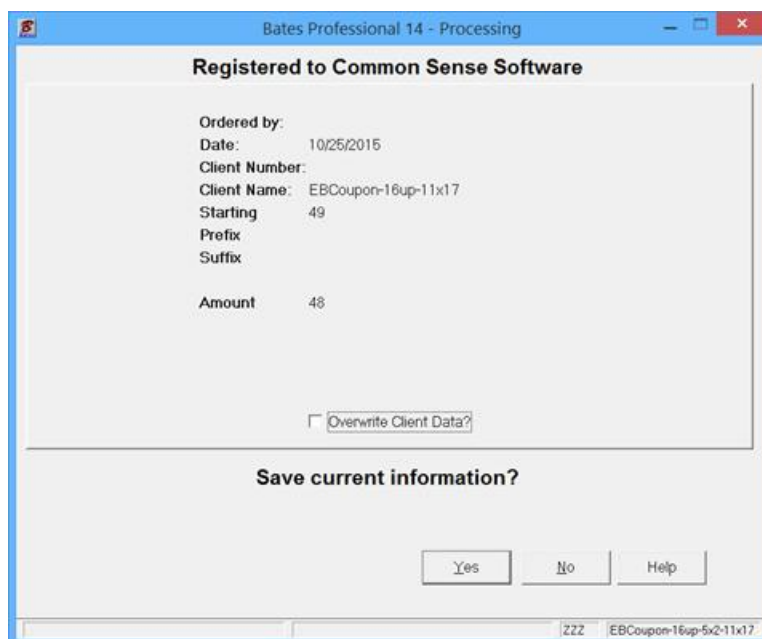 Bates Professional 14 - Processing
Registered to Common Sense Software
Ordered by:
Date: 10/25/2015
Client Number:
Client Name: EBCoupon-16up-11x17
Starting 49
Prefix
Suffix
Amount 48
Overwrite Client Data?
Save current information?
Yes No Help
ZZZ EBCoupon-16up-5x2-11x17